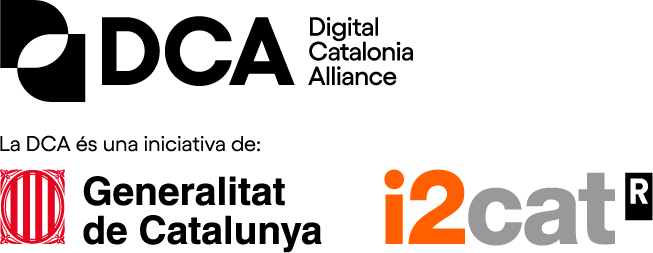 DCA
Digital
Catalonia
Alliance
La DCA és una iniciativa de:
Generalitat
de Catalunya
i2cat
R